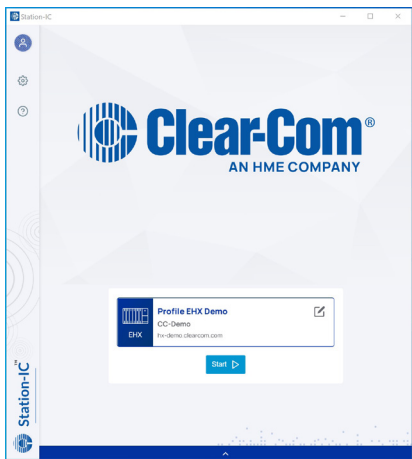 Station-IC
Clear-Com®
AN HME COMPANY
Profile EHX Demo
CC-Demo
EHX
hx-demo.clearcom.com
Start
Station-IC™